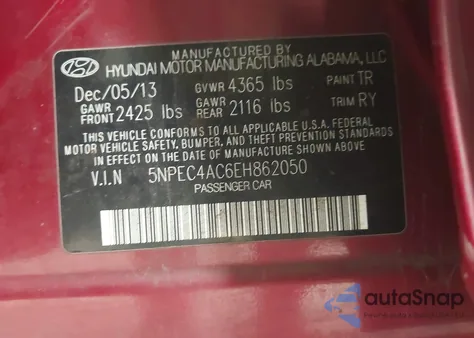 MANUFACTURED BY
HYUNDAI MOTOR MANUFACTURING ALABAMA, LLC
Dec/05/13 GVWR 4365 lbs PAINT TR
GAWR FRONT 2425 lbs GAWR REAR 2116 lbs TRIM RY
THIS VEHICLE CONFORMS TO ALL APPLICABLE U.S.A. FEDERAL
MOTOR VEHICLE SAFETY, BUMPER, AND THEFT PREVENTION STANDARDS
IN EFFECT ON THE DATE OF MANUFACTURE SHOWN ABOVE.
V.I.N 5NPEC4AC6EH862050
PASSENGER CAR
autoSnap